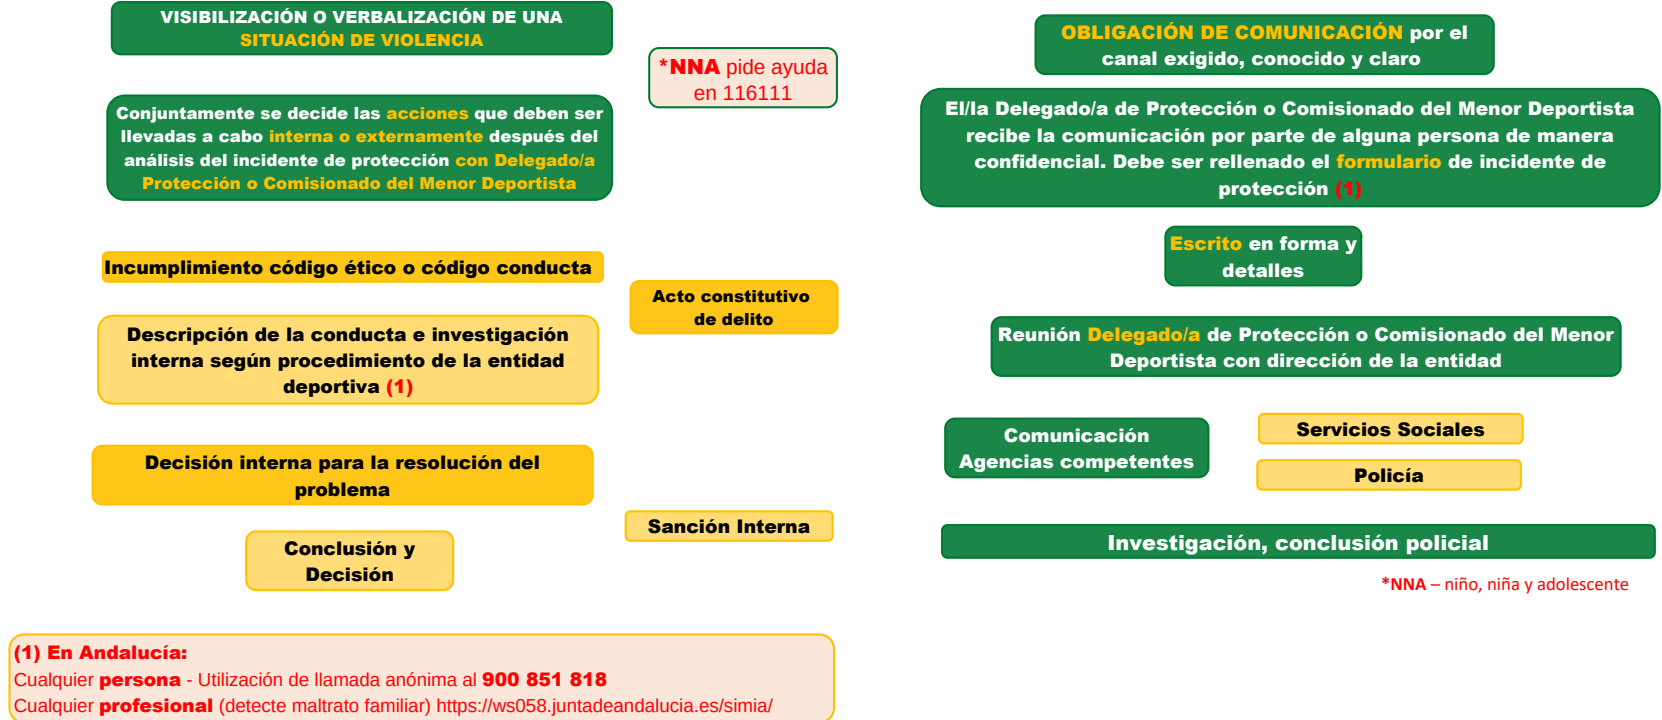 VISIBILIZACIÓN O VERBALIZACIÓN DE UNA
SITUACIÓN DE VIOLENCIA
*NNA pide ayuda
en 116111
OBLIGACIÓN DE COMUNICACIÓN por el
canal exigido, conocido y claro
Conjuntamente se decide las acciones que deben ser
llevadas a cabo interna o externamente después del
análisis del incidente de protección con Delegado/a
Protección o Comisionado del Menor Deportista
El/la Delegado/a de Protección o Comisionado del Menor Deportista
recibe la comunicación por parte de alguna persona de manera
confidencial. Debe ser rellenado el formulario de incidente de
protección (1)
Escrito en forma y
detalles
Incumplimiento código ético o código conducta
Acto constitutivo
de delito
Descripción de la conducta e investigación
interna según procedimiento de la entidad
deportiva (1)
Reunión Delegado/a de Protección o Comisionado del Menor
Deportista con dirección de la entidad
Comunicación
Agencias competentes
Servicios Sociales
Policía
Decisión interna para la resolución del
problema
Sanción Interna
Conclusión y
Decisión
Investigación, conclusión policial
*NNA – niño, niña y adolescente
(1) En Andalucía:
Cualquier persona - Utilización de llamada anónima al 900 851 818
Cualquier profesional (detecte maltrato familiar) https://ws058.juntadeandalucia.es/simia/